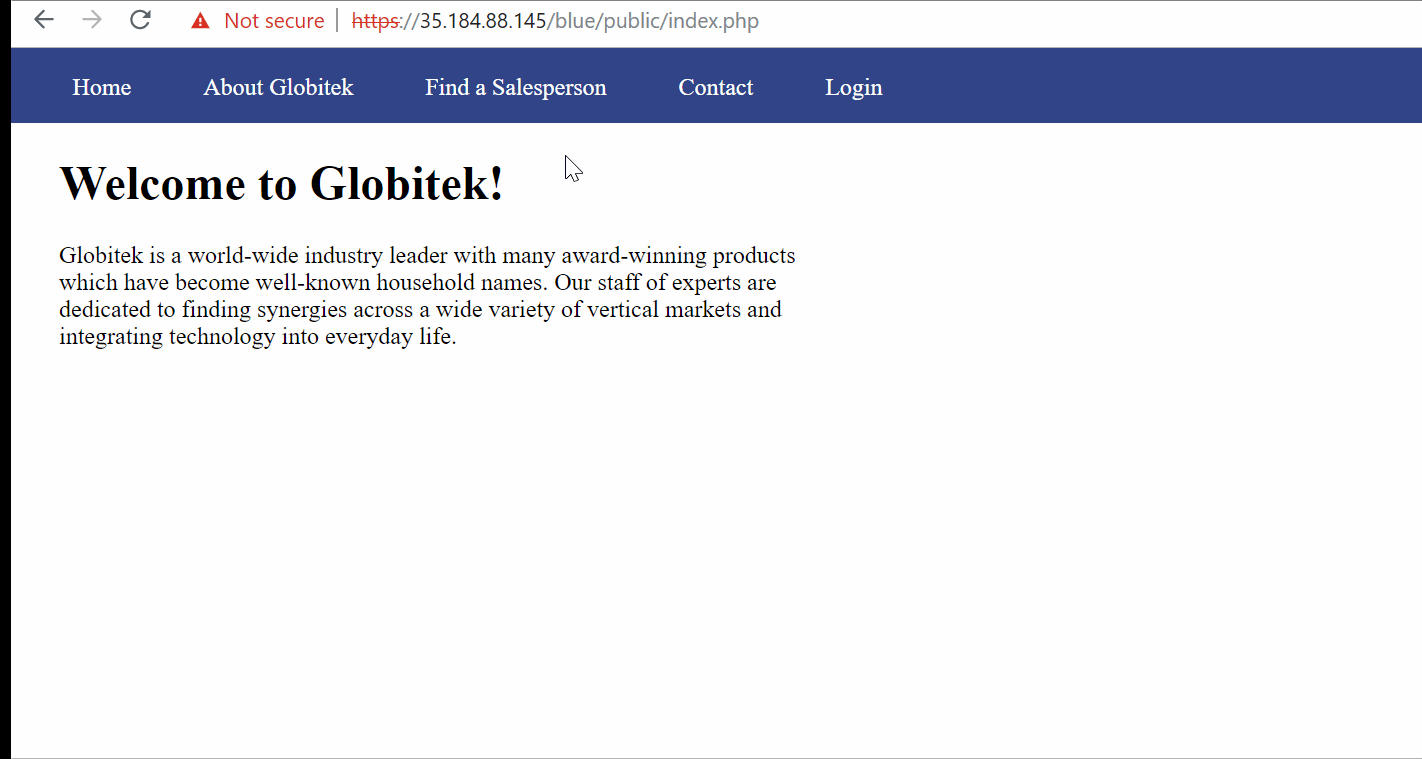 Not secure | https://35.184.88.145/blue/public/index.php
Home About Globitek Find a Salesperson Contact Login
Welcome to Globitek!
Globitek is a world-wide industry leader with many award-winning products
which have become well-known household names. Our staff of experts are
dedicated to finding synergies across a wide variety of vertical markets and
integrating technology into everyday life.